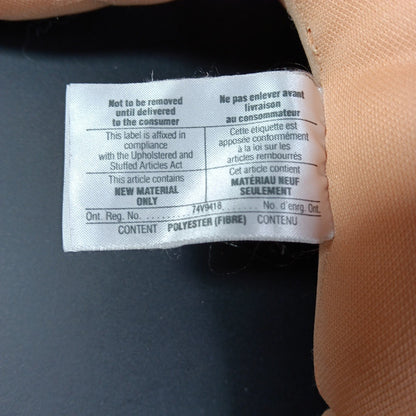 Not to be removed
until delivered
to the consumer
This label is affixed in
compliance
with the Upholstered and
Stuffed Articles Act
This article contains
NEW MATERIAL
ONLY
Ne pas enlever avant
livraison
au consommateur
Cette étiquette est
apposée conformément
à la loi sur les
articles rembourrés
Cet article contient
MATÉRIAU NEUF
SEULEMENT
Ont. Reg. No. ........ 74V9418 ....... No. d'enrg. Ont.
CONTENT POLYESTER (FIBRE) CONTENU